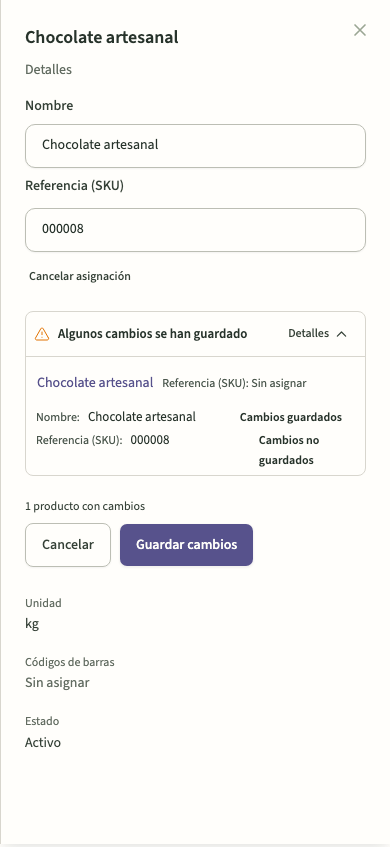 Chocolate artesanal
Detalles
Nombre
Chocolate artesanal
Referencia (SKU)
000008
Cancelar asignación
Algunos cambios se han guardado Detalles
Chocolate artesanal Referencia (SKU): Sin asignar
Nombre: Chocolate artesanal Cambios guardados
Referencia (SKU): 000008 Cambios no
guardados
1 producto con cambios
Cancelar Guardar cambios
Unidad
kg
Códigos de barras
Sin asignar
Estado
Activo